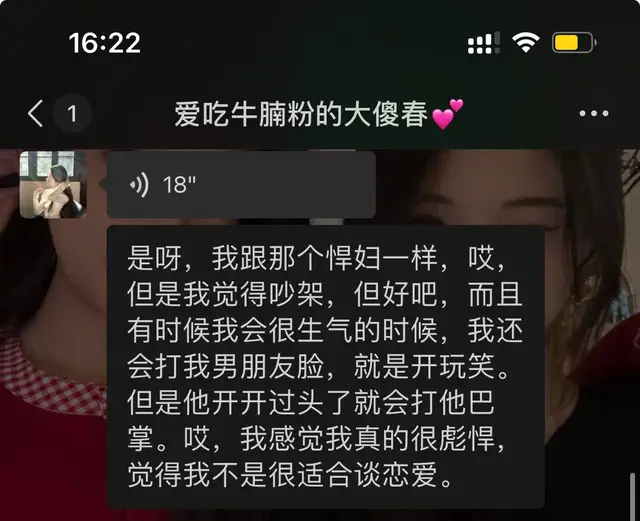 16:22
1
爱吃牛腩粉的大傻春💕
18"
是呀，我跟那个悍妇一样，哎，
但是我觉得吵架，但好吧，而且
有时候我会很生气的时候，我还
会打我男朋友脸，就是开玩笑。
但是他开开过头了就会打他巴
掌。哎，我感觉我真的很彪悍，
觉得我不是很适合谈恋爱。